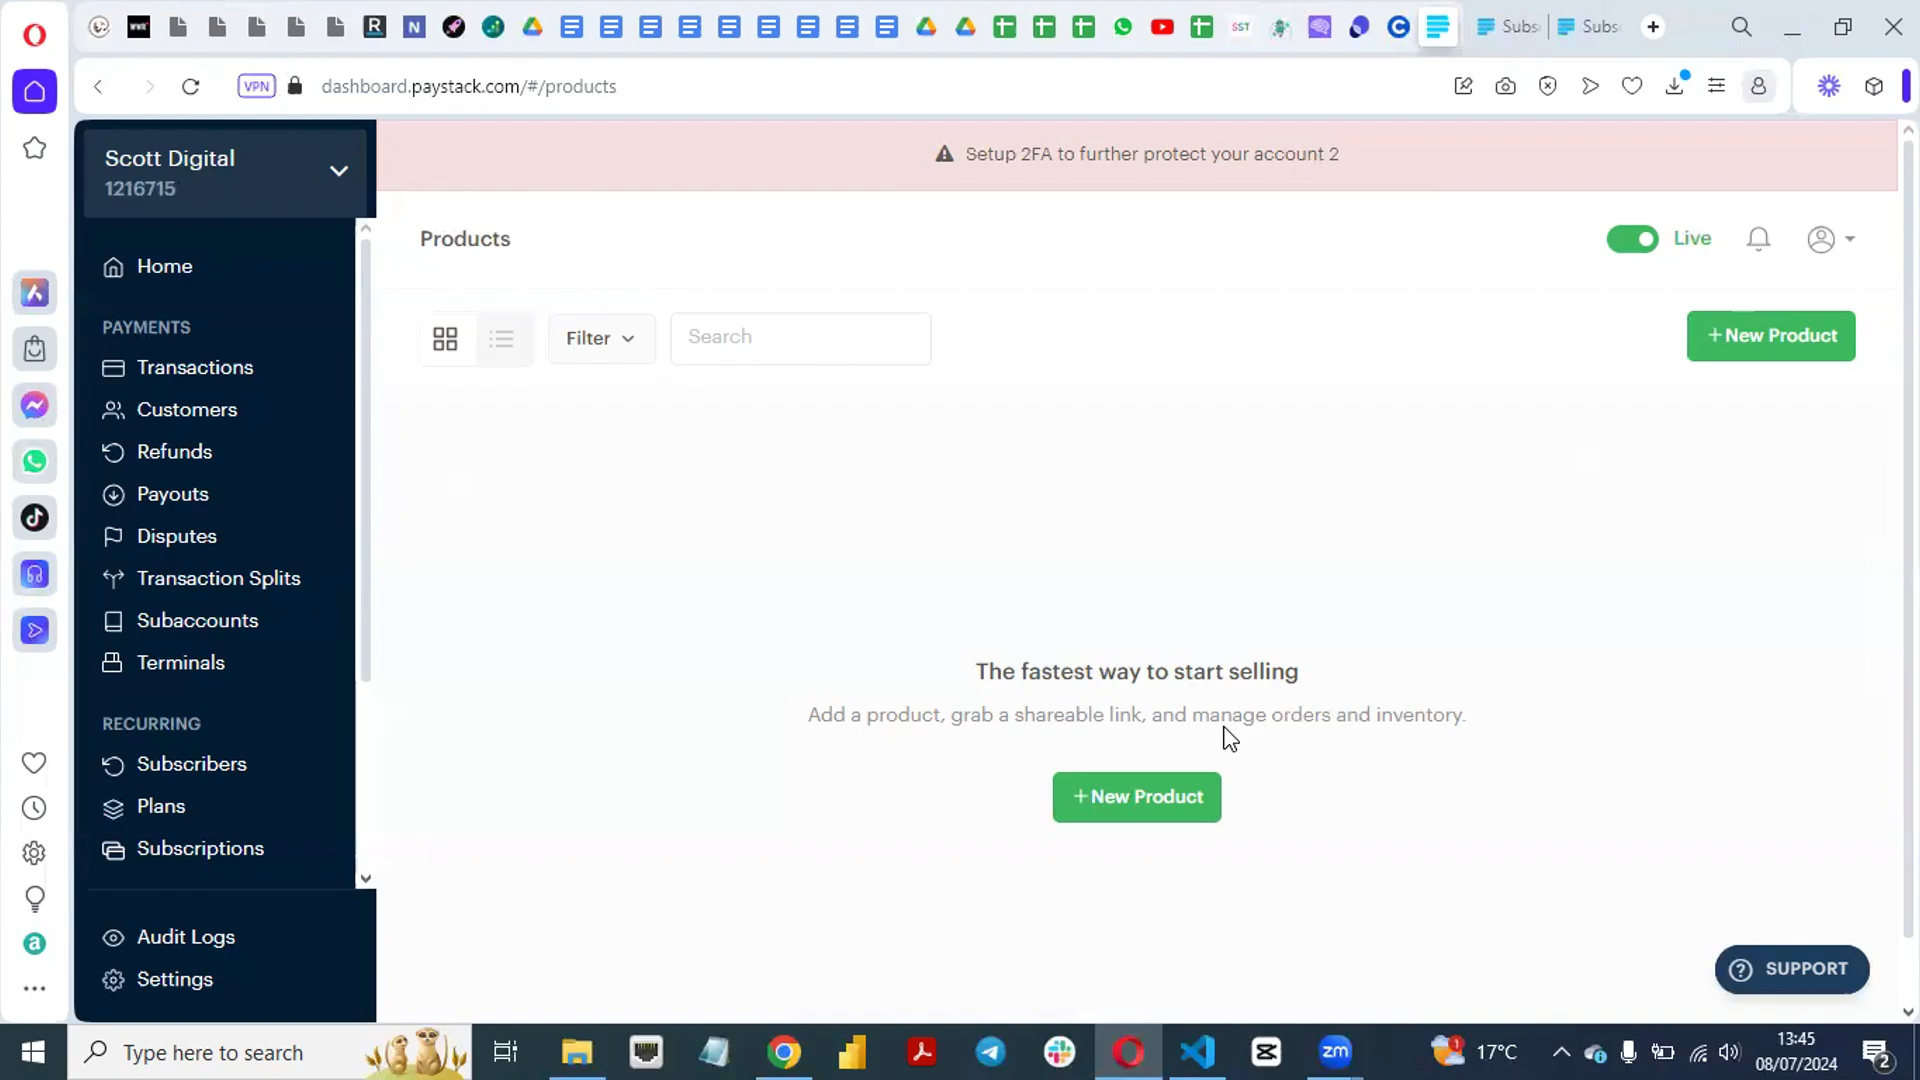 Subs
Subs
VPN
dashboard.paystack.com/#/products
Scott Digital
1216715
Setup 2FA to further protect your account 2
Home
Products
Live
PAYMENTS
Transactions
Customers
Refunds
Payouts
Disputes
Transaction Splits
Subaccounts
Terminals
RECURRING
Subscribers
Plans
Subscriptions
Audit Logs
Settings
Filter
Search
+ New Product
The fastest way to start selling
Add a product, grab a shareable link, and manage orders and inventory.
+ New Product
SUPPORT
Type here to search
zm
17°C
13:45
08/07/2024
2